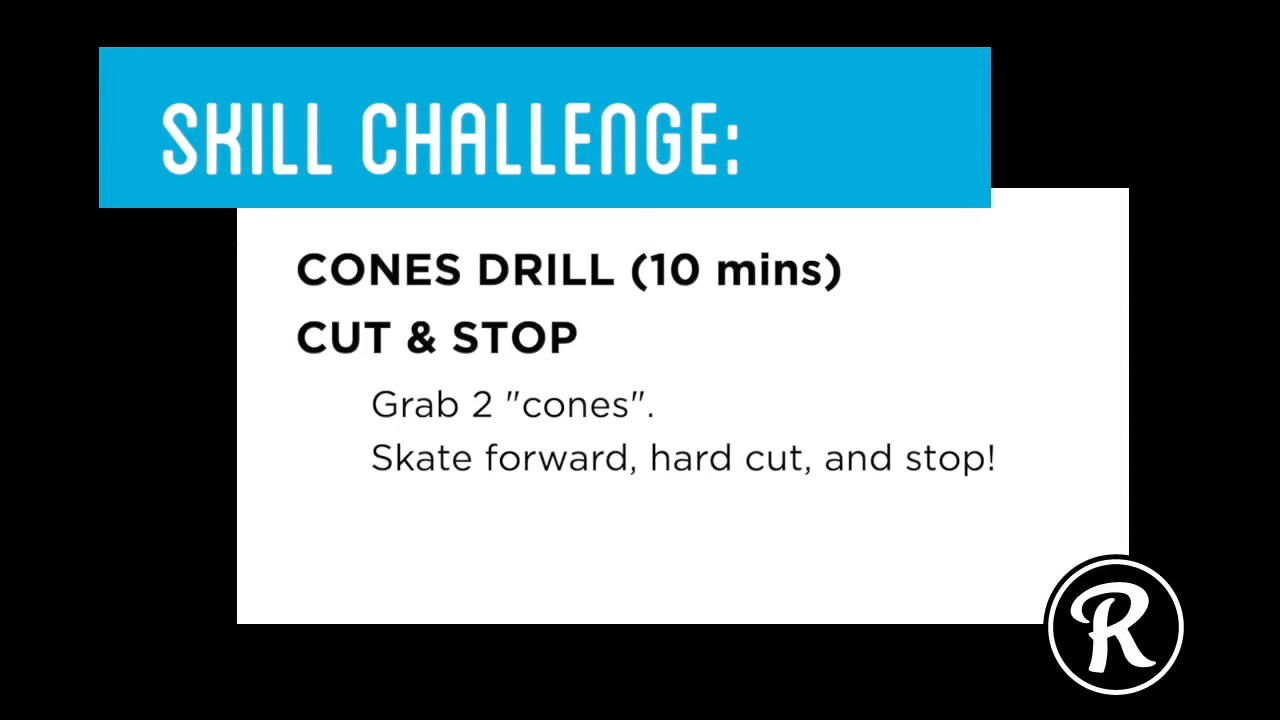 SKILL CHALLENGE:
CONES DRILL (10 mins)
CUT & STOP
Grab 2 "cones".
Skate forward, hard cut, and stop!
R